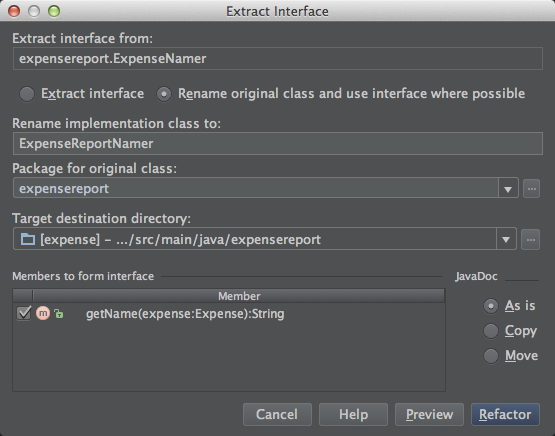 Extract Interface
Extract interface from:
expensereport.ExpenseNamer
Extract interface Rename original class and use interface where possible
Rename implementation class to:
ExpenseReportNamer
Package for original class:
expensereport ...
Target destination directory:
[expense] – .../src/main/java/expensereport ...
Members to form interface JavaDoc
Member
m getName(expense:Expense):String
As is
Copy
Move
Cancel Help Preview Refactor